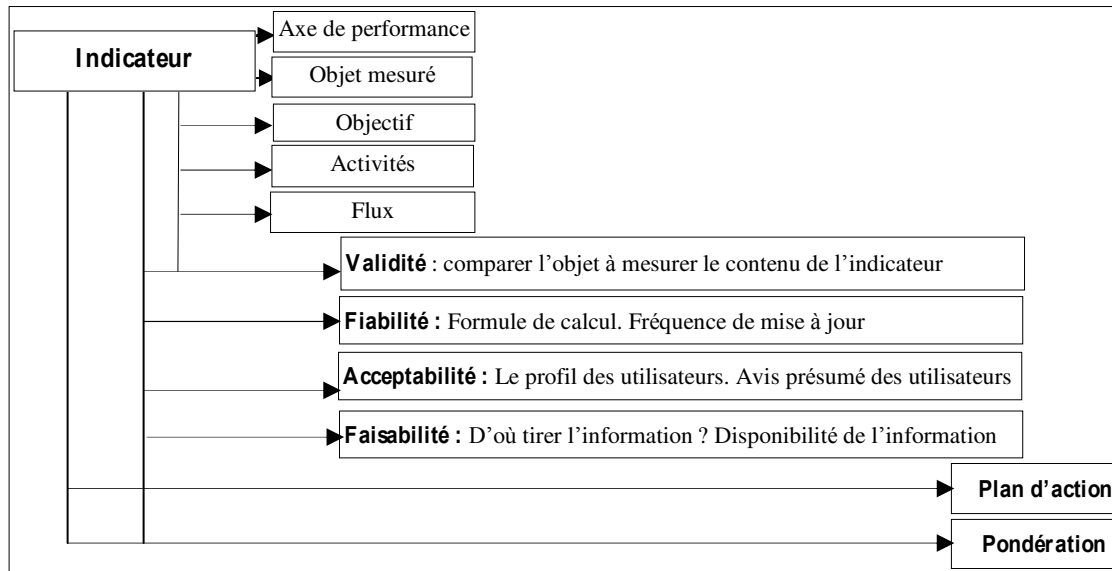 Axe de performance
Indicateur
Objet mesuré
Objectif
Activités
Flux
Validité : comparer l’objet à mesurer le contenu de l’indicateur
Fiabilité : Formule de calcul. Fréquence de mise à jour
Acceptabilité : Le profil des utilisateurs. Avis présumé des utilisateurs
Faisabilité : D’où tirer l’information ? Disponibilité de l’information
Plan d’action
Pondération